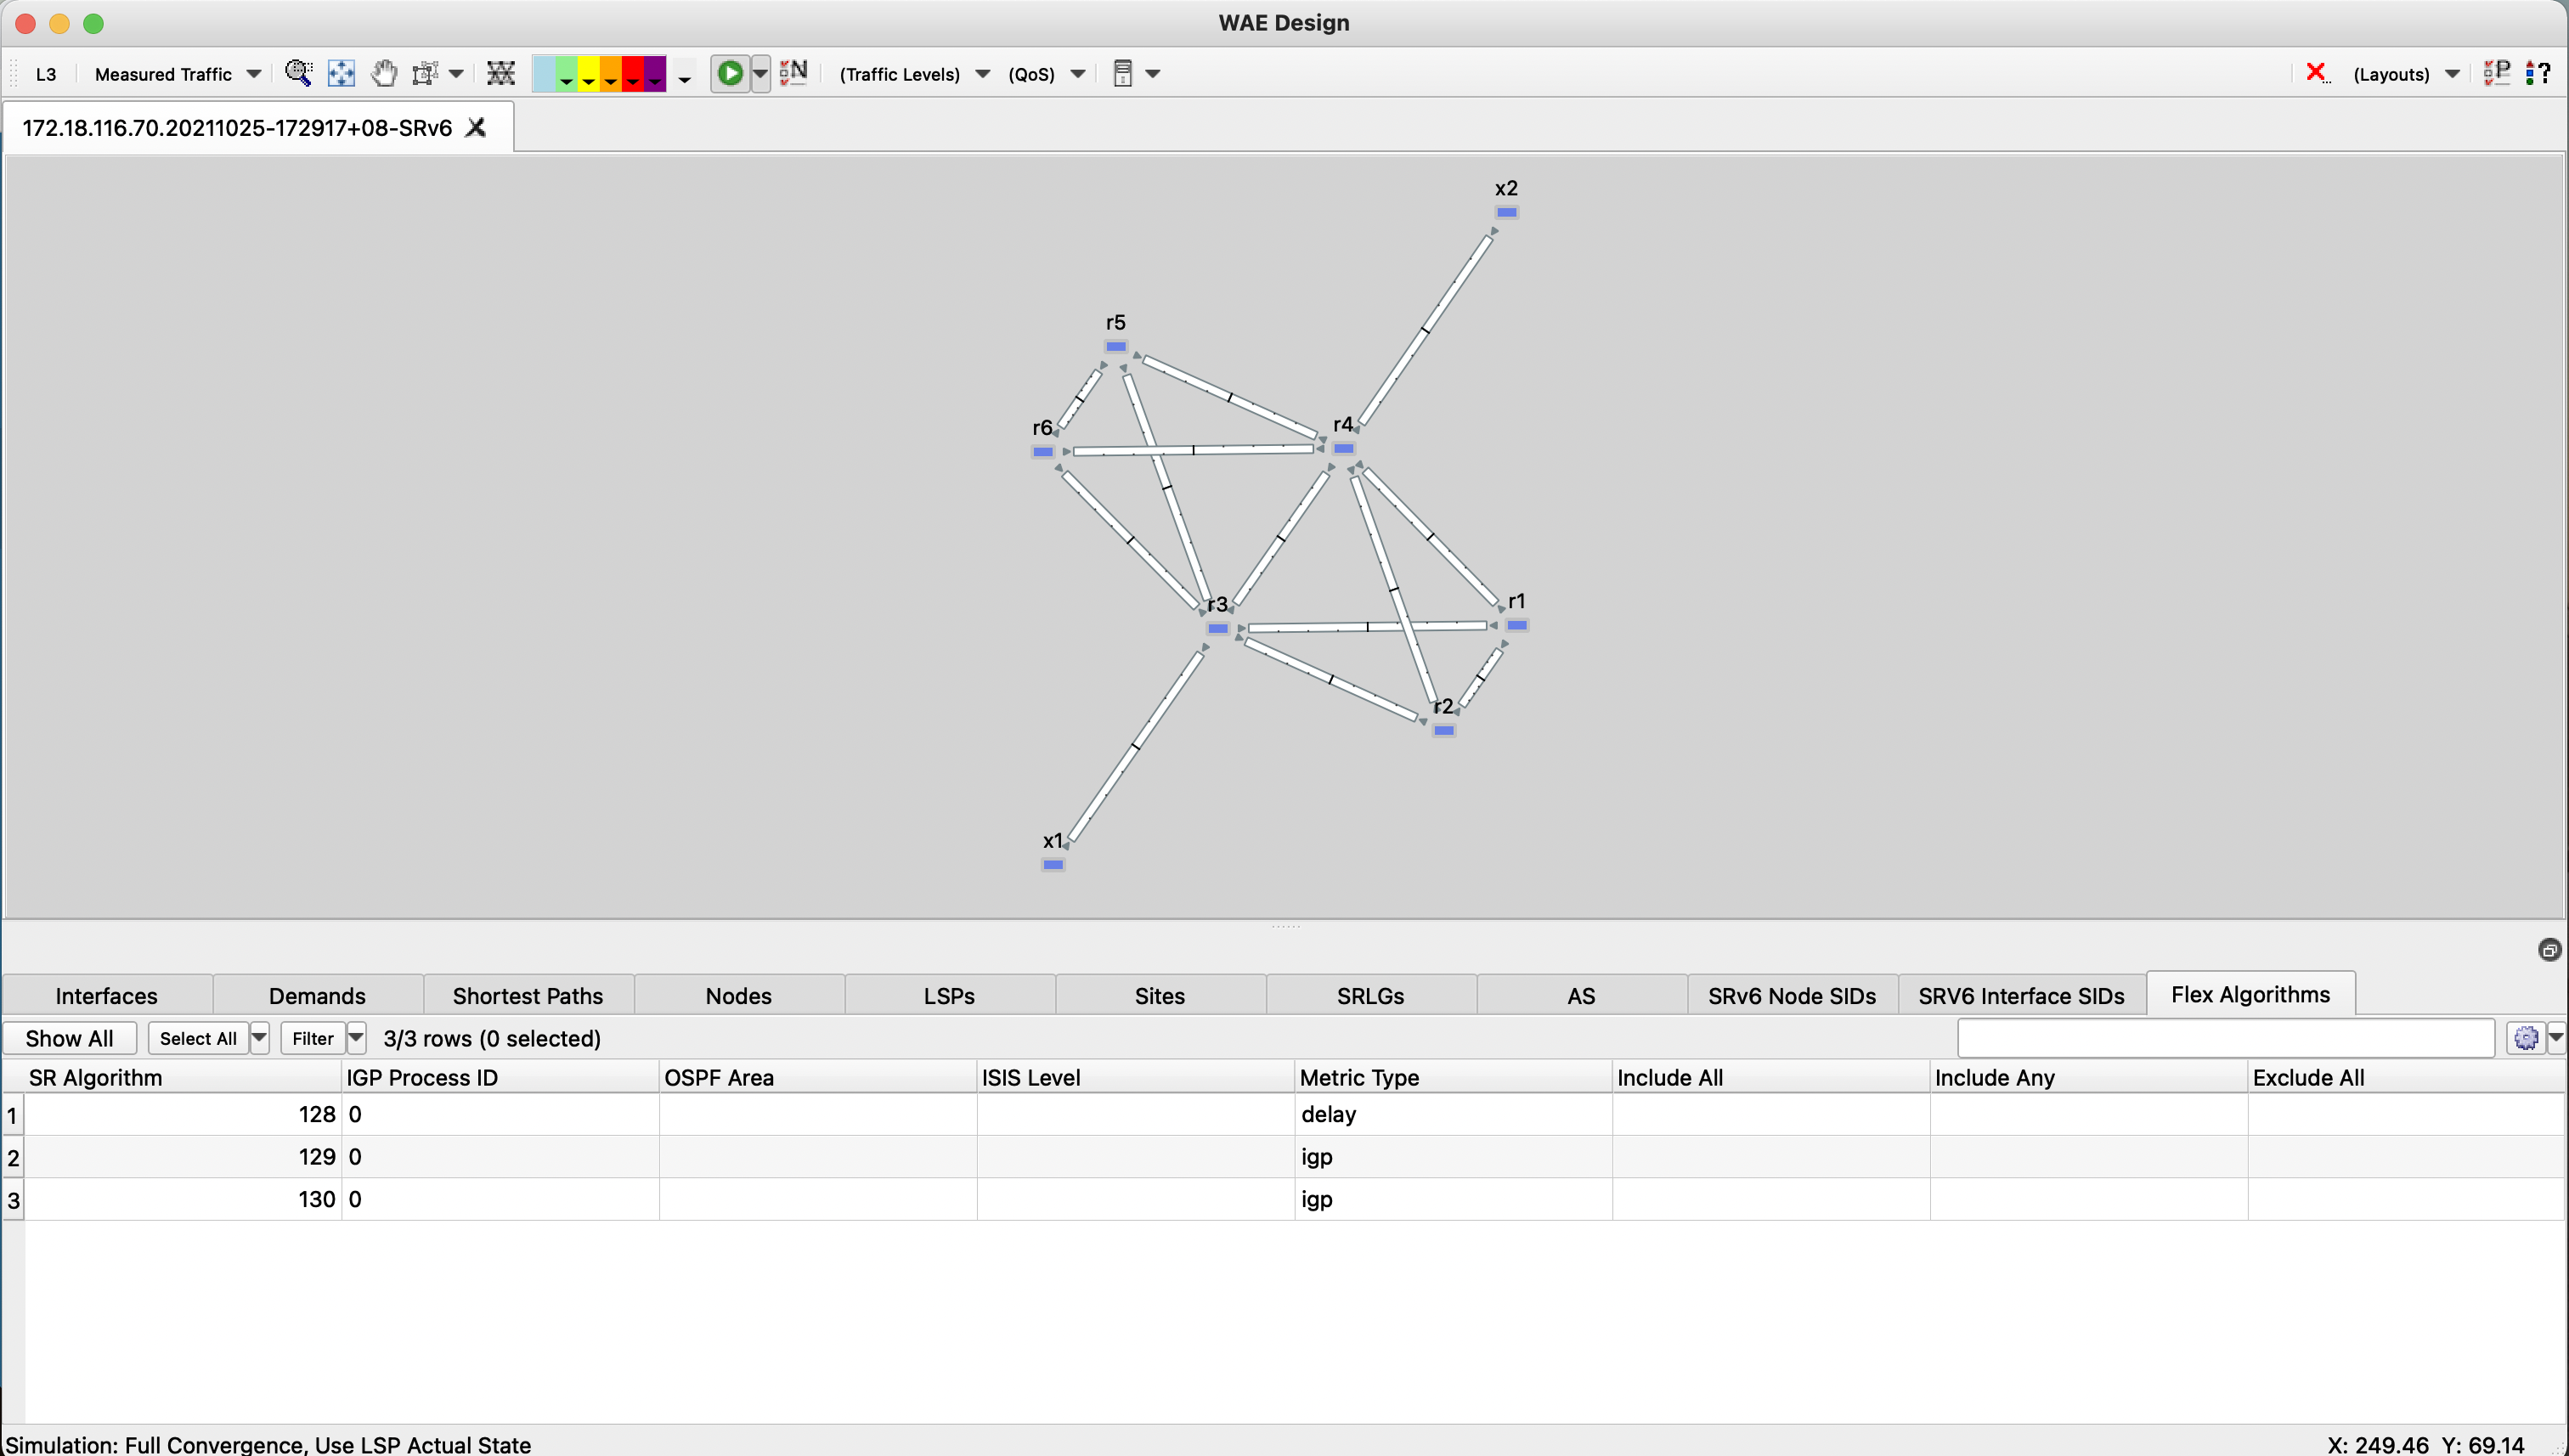 WAE Design
L3 Measured Traffic N (Traffic Levels) (QoS) (Layouts) P ?
172.18.116.70.20211025-172917+08-SRv6
x2
r5
r4
r6
r1
r3
r2
x1
Interfaces Demands Shortest Paths Nodes LSPs Sites SRLGs AS SRv6 Node SIDs SRV6 Interface SIDs Flex Algorithms
Show All Select All Filter 3/3 rows (0 selected)
SR Algorithm IGP Process ID OSPF Area ISIS Level Metric Type Include All Include Any Exclude All
1 128 0 delay
2 129 0 igp
3 130 0 igp
Simulation: Full Convergence, Use LSP Actual State X: 249.46 Y: 69.14